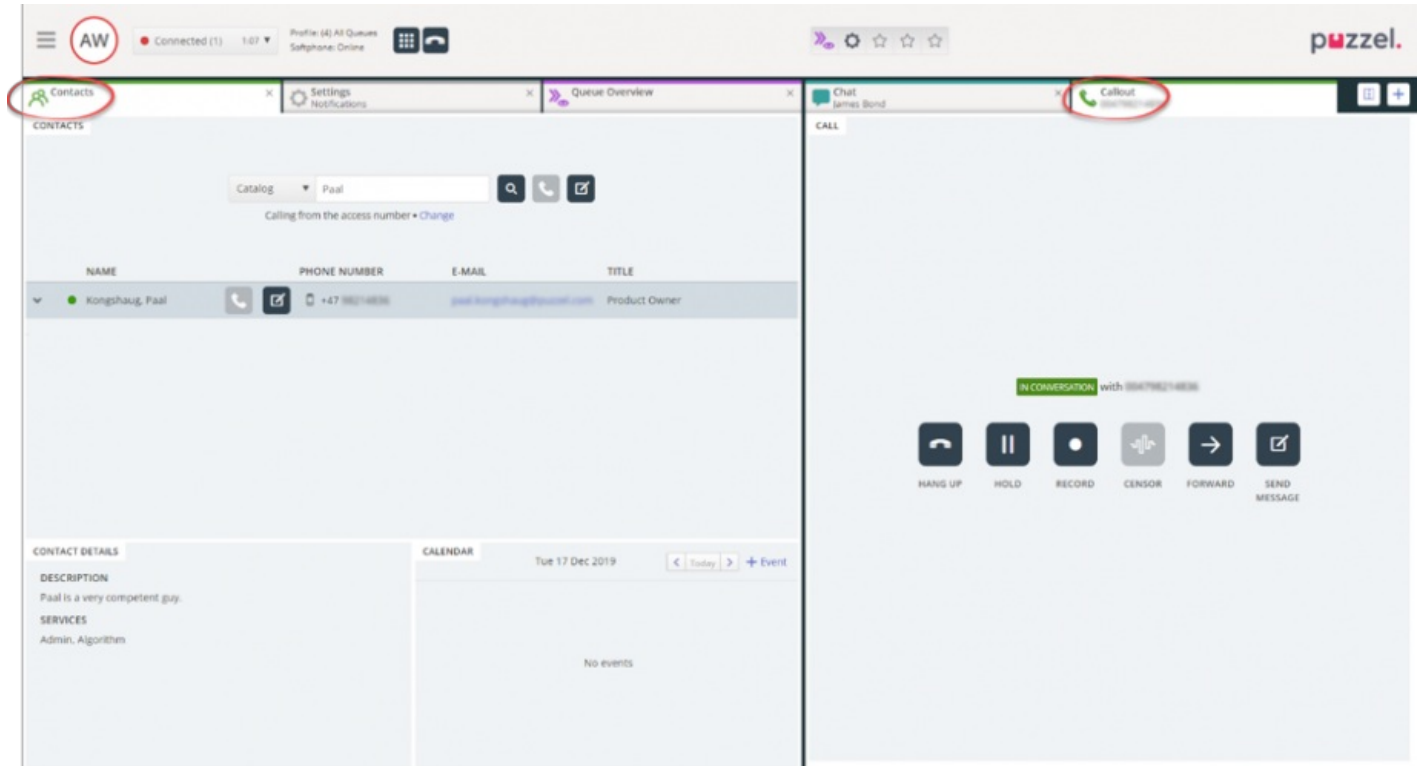 AW
Connected (1) 1:07
Profile: (4) All Queues
Softphone: Online
puzzel.
Contacts
Settings
Notifications
Queue Overview
Chat
James Bond
Callout
CONTACTS
CALL
Catalog
Paal
Calling from the access number • Change
NAME PHONE NUMBER E-MAIL TITLE
Kongshaug, Paal +47 Product Owner
IN CONVERSATION with
HANG UP HOLD RECORD CENSOR FORWARD SEND
MESSAGE
CONTACT DETAILS
DESCRIPTION
Paal is a very competent guy.
SERVICES
Admin, Algorithm
CALENDAR
Tue 17 Dec 2019
Today
+ Event
No events